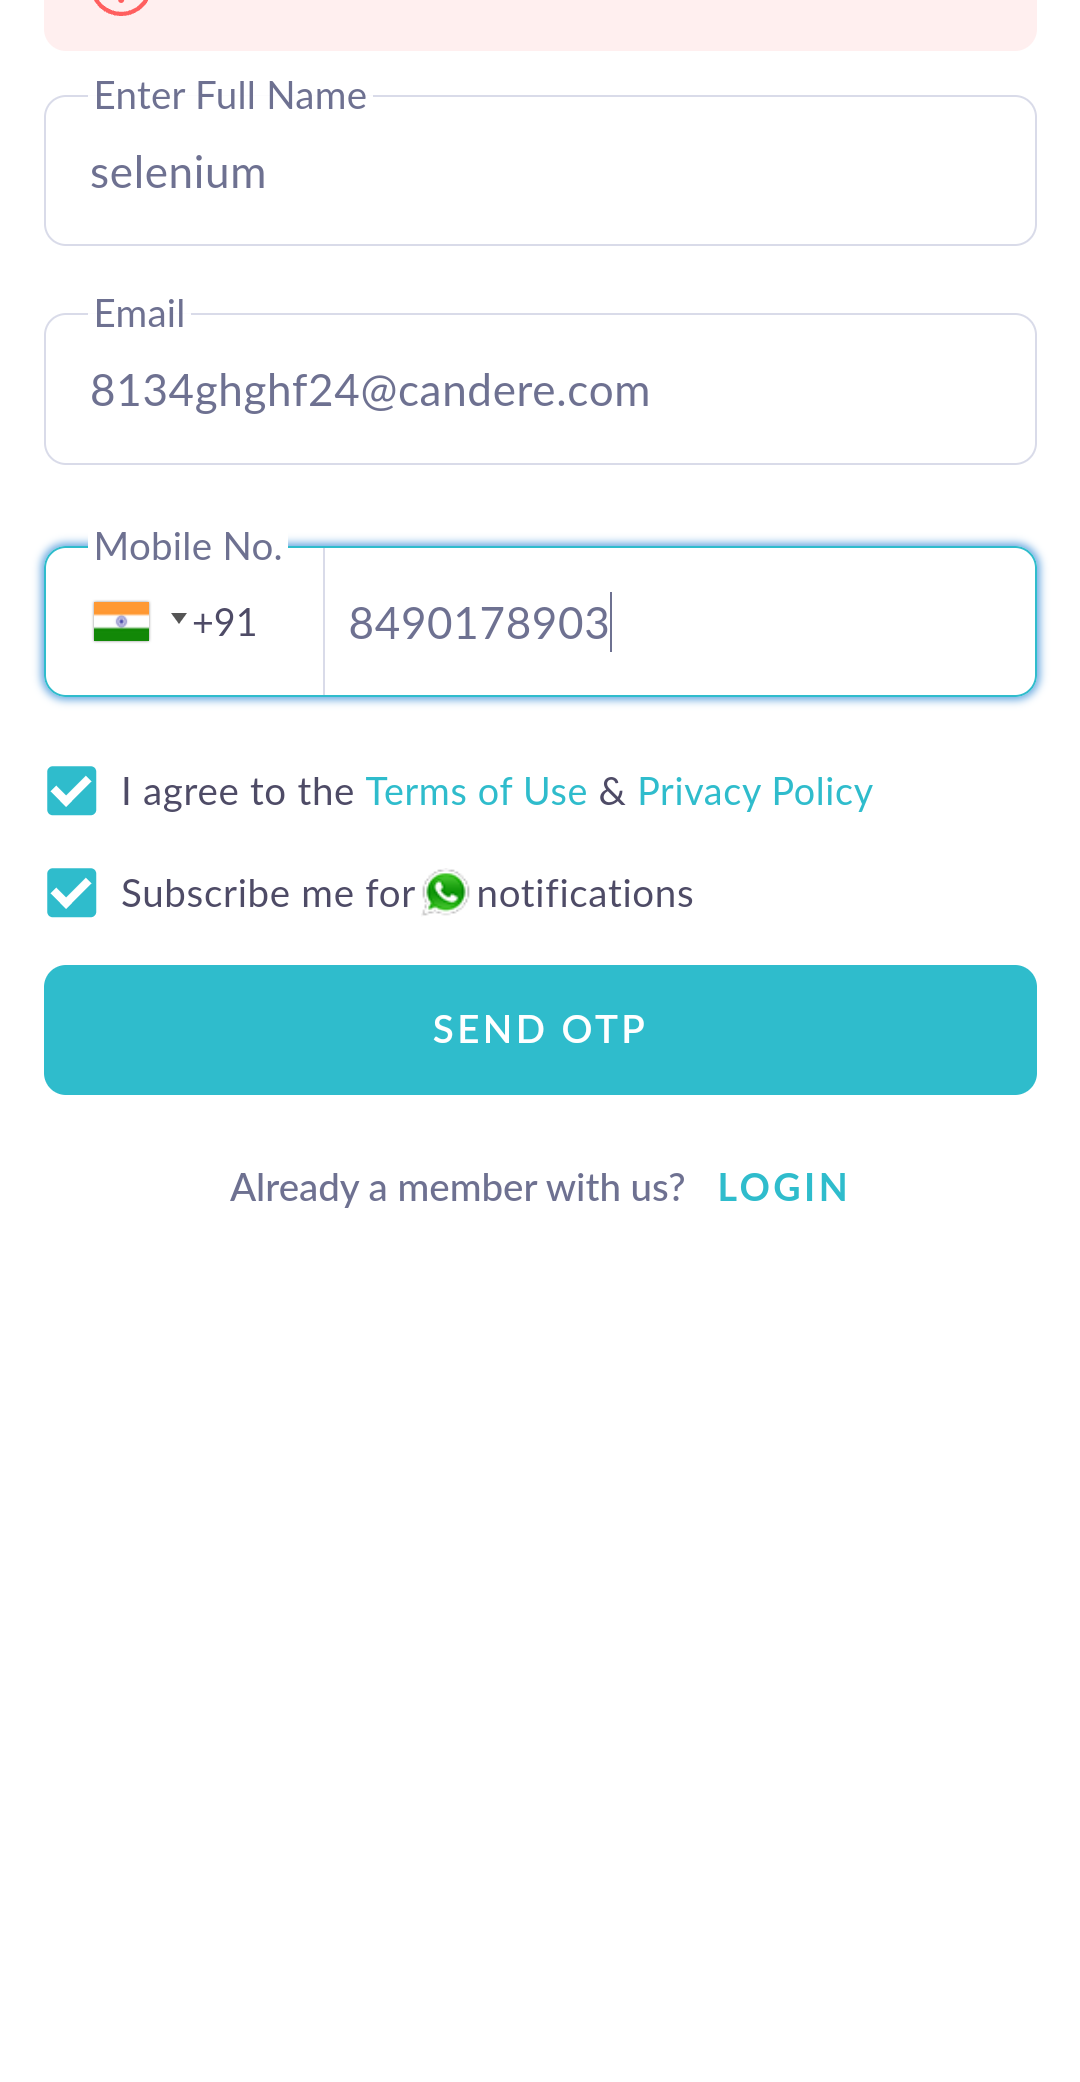 Enter Full Name
selenium
Email
8134ghghf24@candere.com
Mobile No.
+91 8490178903
I agree to the Terms of Use & Privacy Policy
Subscribe me for notifications
SEND OTP
Already a member with us? LOGIN